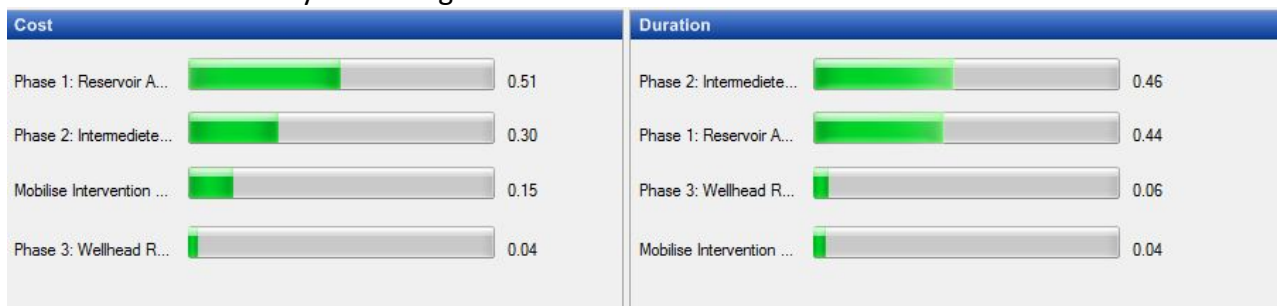 Cost
Phase 1: Reservoir A... 0.51
Phase 2: Intermediete... 0.30
Mobilise Intervention ... 0.15
Phase 3: Wellhead R... 0.04
Duration
Phase 2: Intermediete... 0.46
Phase 1: Reservoir A... 0.44
Phase 3: Wellhead R... 0.06
Mobilise Intervention ... 0.04